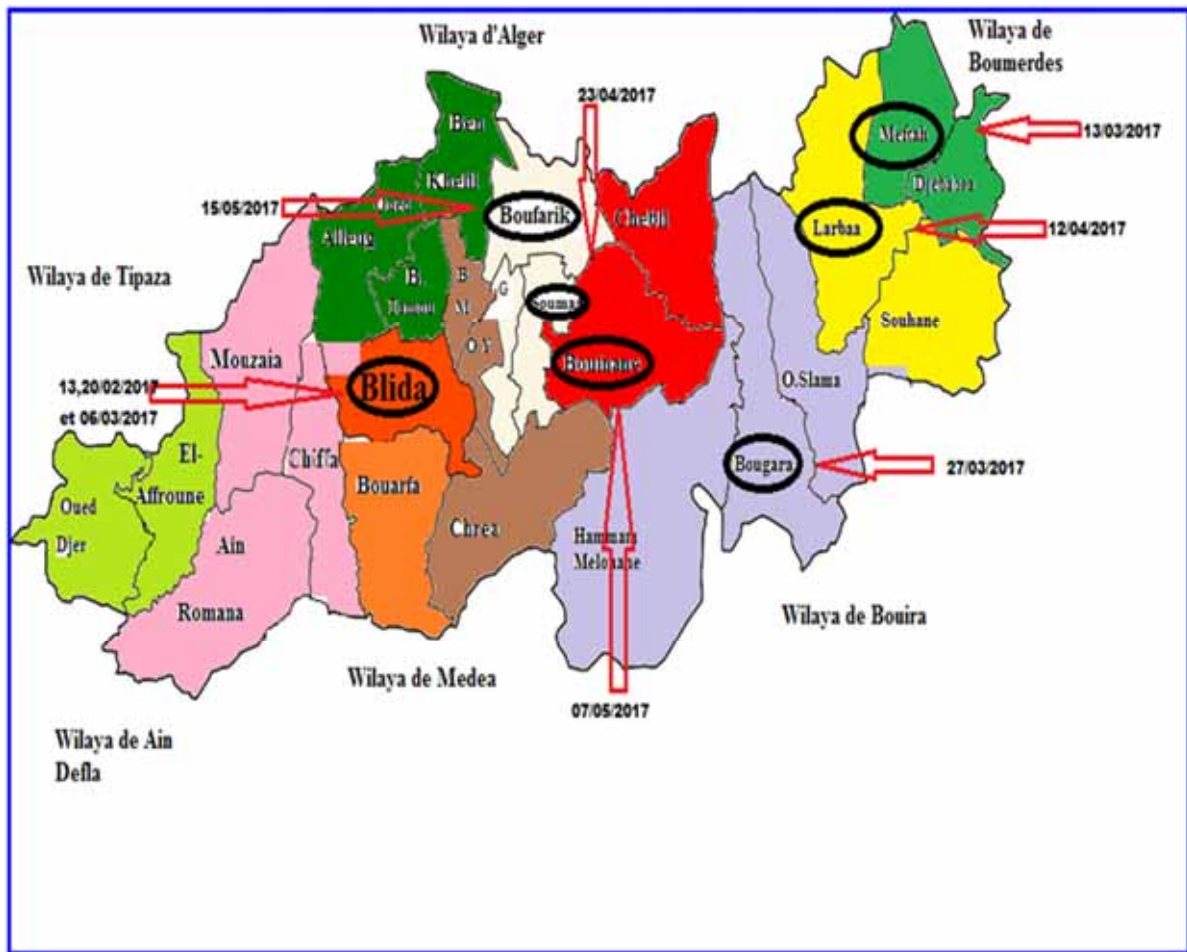 Wilaya d'Alger
Wilaya de
Boumerdes
23/04/2017
13/03/2017
Meftah
Khelil
15/05/2017
Boufarik
Chebli
Larbaa
12/04/2017
Wilaya de Tipaza
B.
B
M
G
Soumaa
O Y
Souhane
Mouzaia
Bouinane
O.Slama
Blida
13,20/02/2017
et 06/03/2017
El-
Affroune
Chiffa
Bouarfa
Bougara
27/03/2017
Oued
Djer
Ain
Romana
Chrea
Hammam
Melouane
Wilaya de Bouira
Wilaya de Medea
07/05/2017
Wilaya de Ain
Defla